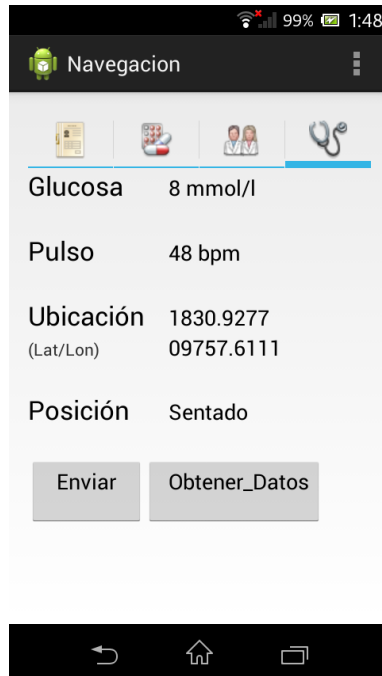 99% 1:48
Navegacion
Glucosa 8 mmol/l
Pulso 48 bpm
Ubicación 1830.9277
(Lat/Lon) 09757.6111
Posición Sentado
Enviar Obtener_Datos